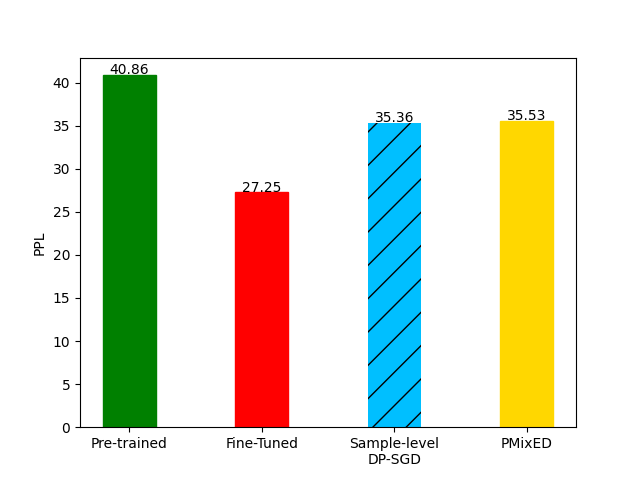 40.86
35.36
35.53
27.25
PPL
40
35
30
25
20
15
10
5
0
Pre-trained
Fine-Tuned
Sample-level
DP-SGD
PMixED